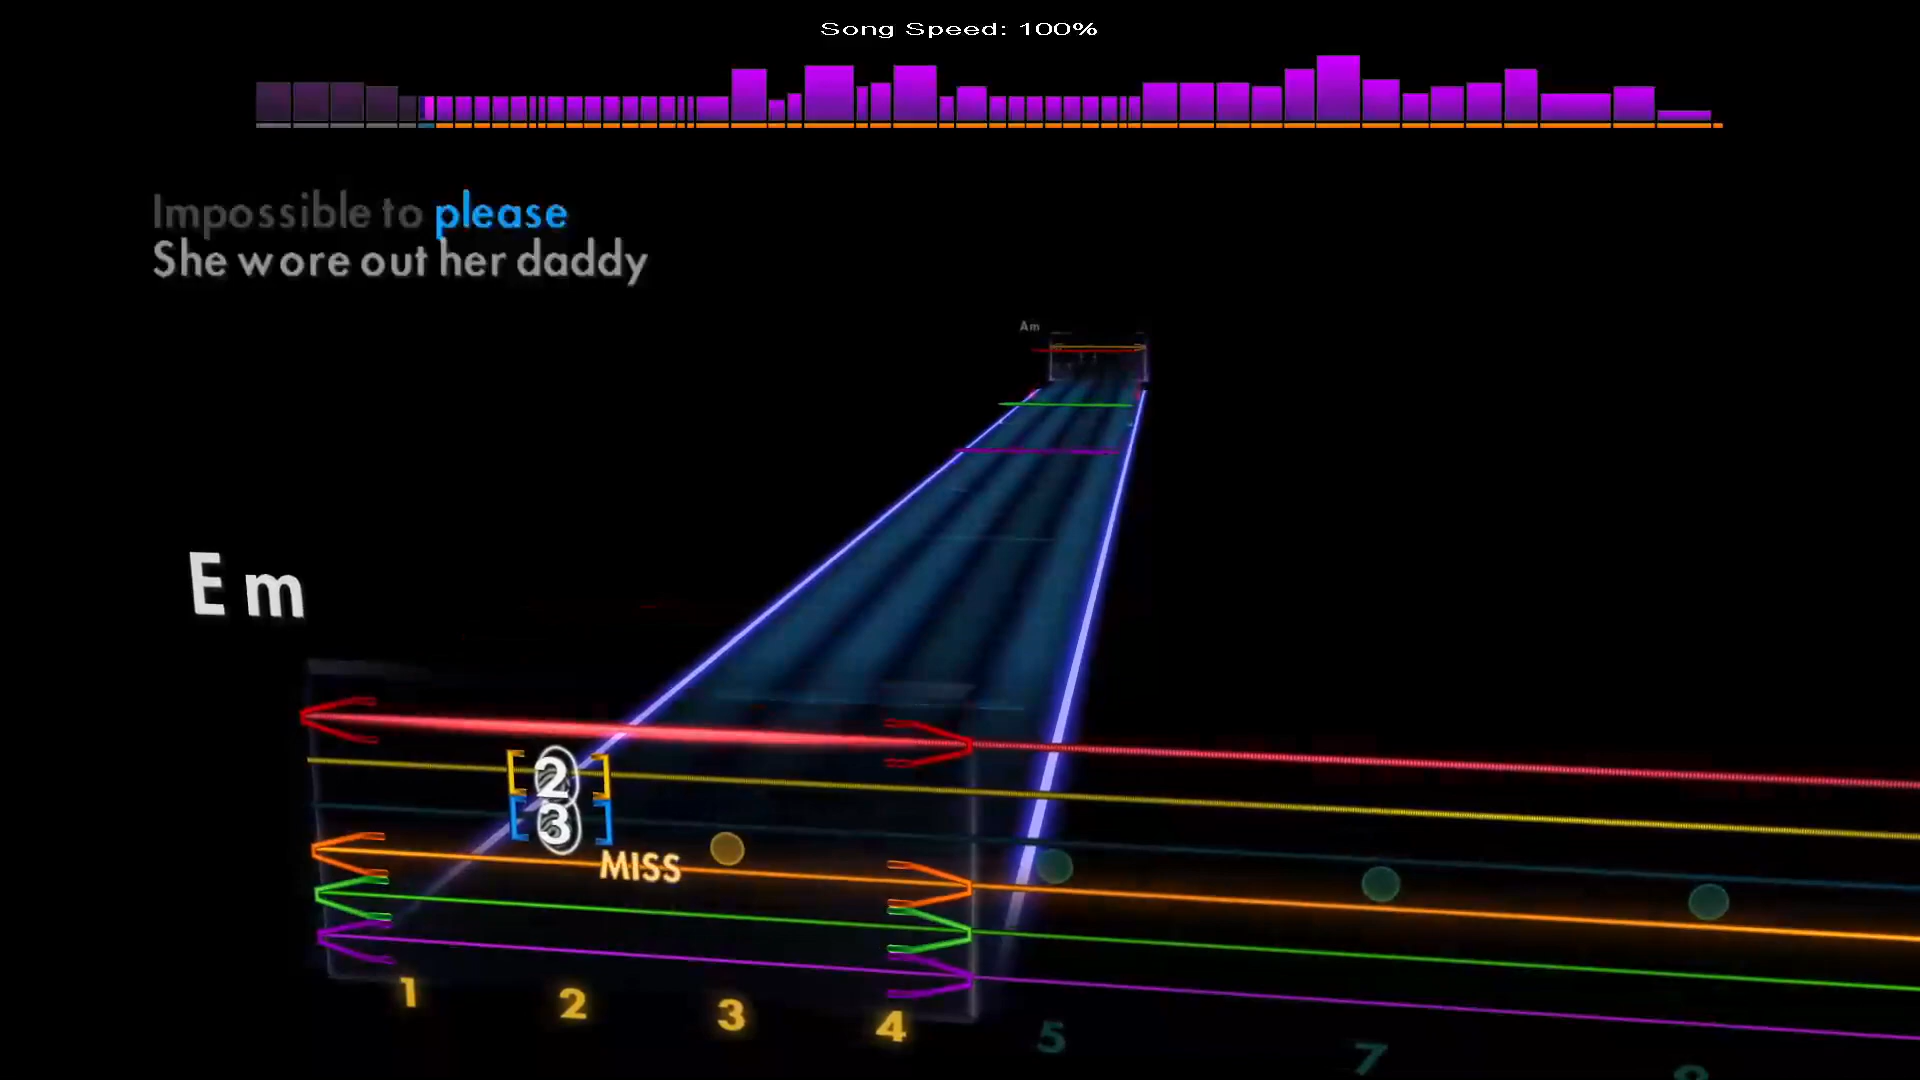 Song Speed: 100%
Impossible to please
She wore out her daddy
Am
Em
2
3
MISS
1 2 3 4 5 7